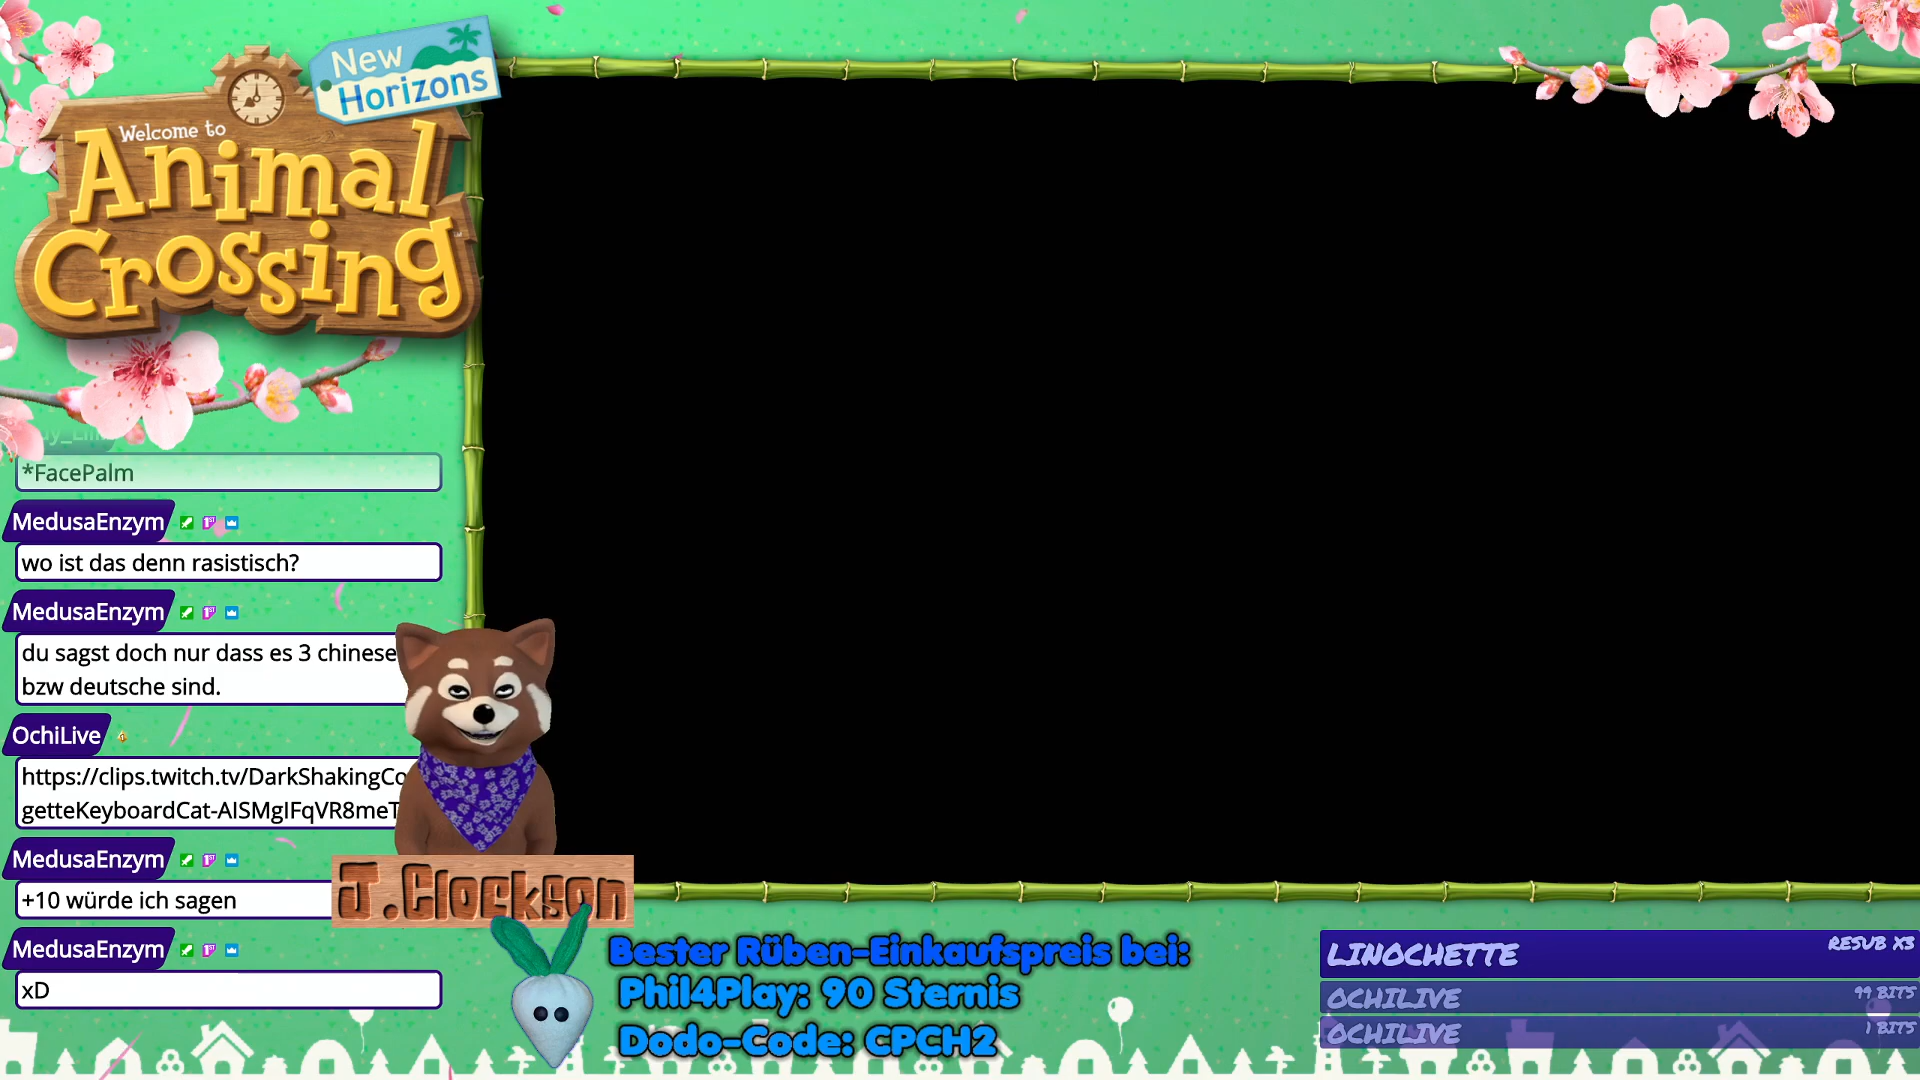 New
Horizons
Welcome to
Animal
Crossing
*FacePalm
MedusaEnzym
wo ist das denn rasistisch?
MedusaEnzym
du sagst doch nur dass es 3 chinese
bzw deutsche sind.
OchiLive
https://clips.twitch.tv/DarkShakingCo
MedusaEnzym
+10 würde ich sagen
MedusaEnzym
xD
J.Clockson
Bester Rüben-Einkaufspreis bei:
Phil4Play: 90 Sternis
Dodo-Code: CPCH2
LINOCHETTE RESUB X3
OCHILIVE 99 BITS
OCHILIVE 1 BITS